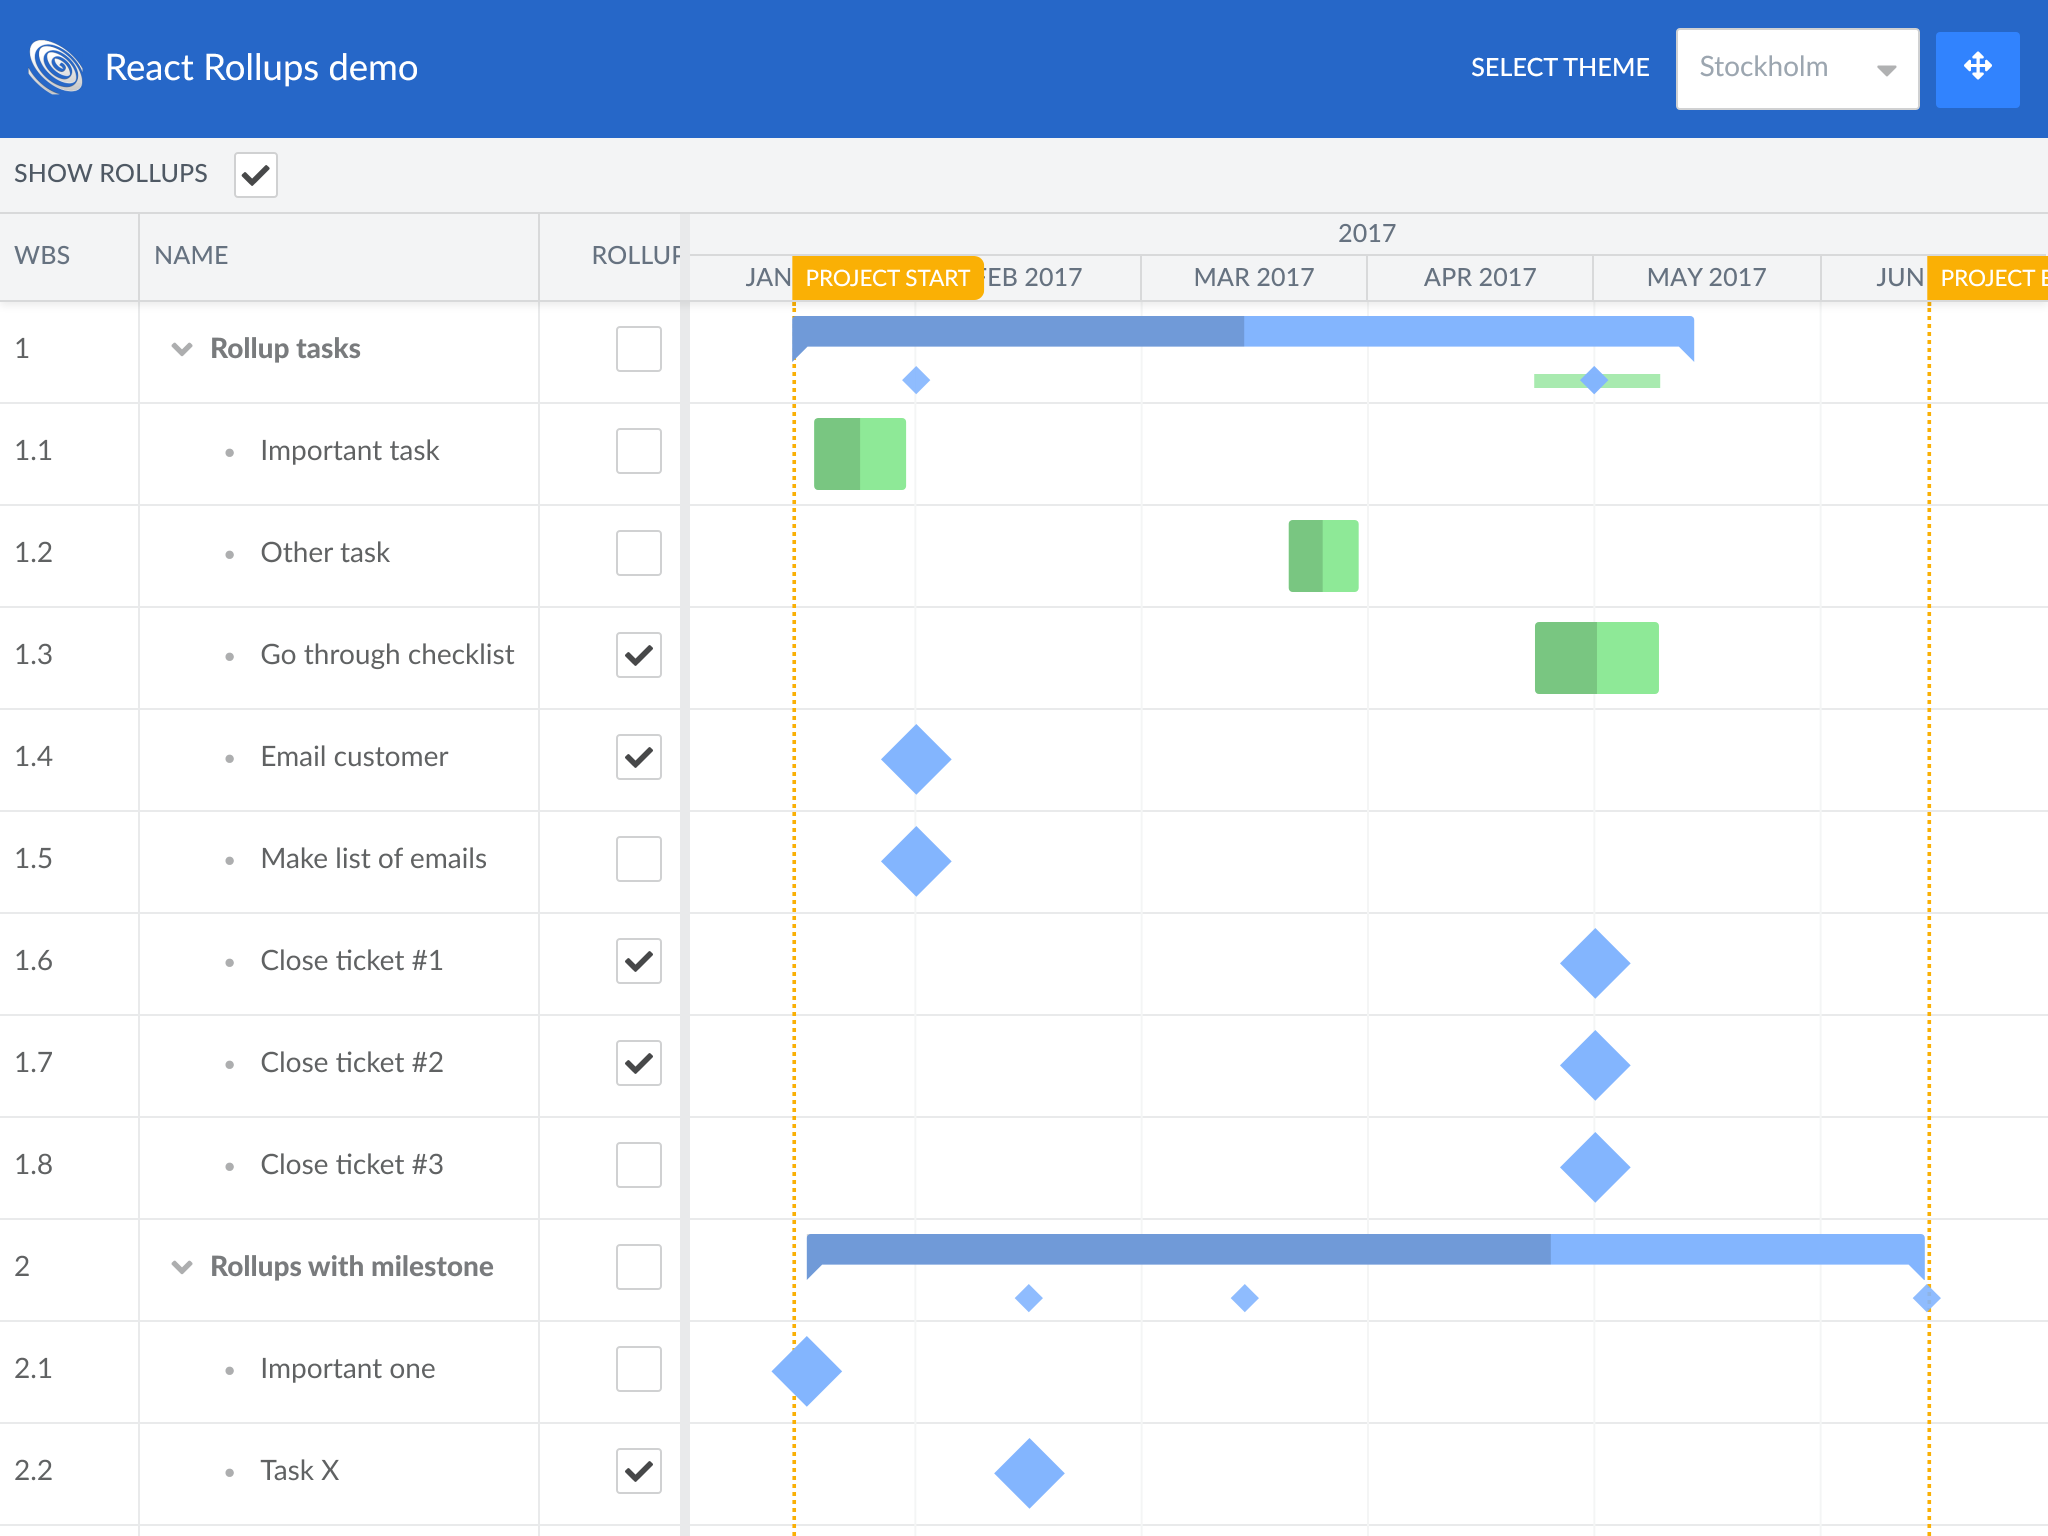 React Rollups demo
SELECT THEME
Stockholm
SHOW ROLLUPS
WBS
NAME
ROLLUP
2017
JAN
PROJECT START
FEB 2017
MAR 2017
APR 2017
MAY 2017
JUN
PROJECT E
1
Rollup tasks
1.1
Important task
1.2
Other task
1.3
Go through checklist
1.4
Email customer
1.5
Make list of emails
1.6
Close ticket #1
1.7
Close ticket #2
1.8
Close ticket #3
2
Rollups with milestone
2.1
Important one
2.2
Task X